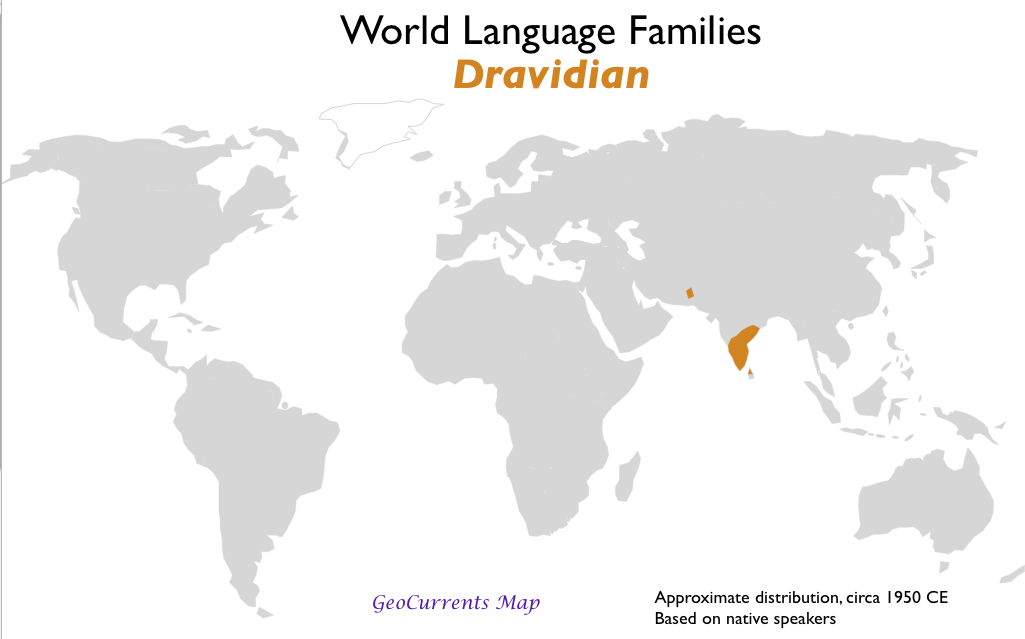 World Language Families
Dravidian
GeoCurrents Map
Approximate distribution, circa 1950 CE
Based on native speakers